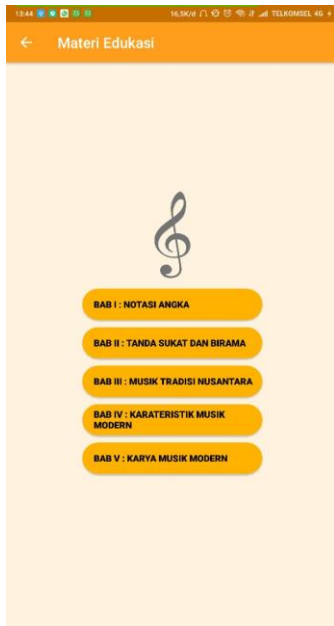 13:44 16,5K/d TELKOMSEL 4G
Materi Edukasi
BAB I : NOTASI ANGKA
BAB II : TANDA SUKAT DAN BIRAMA
BAB III : MUSIK TRADISI NUSANTARA
BAB IV : KARATERISTIK MUSIK
MODERN
BAB V : KARYA MUSIK MODERN